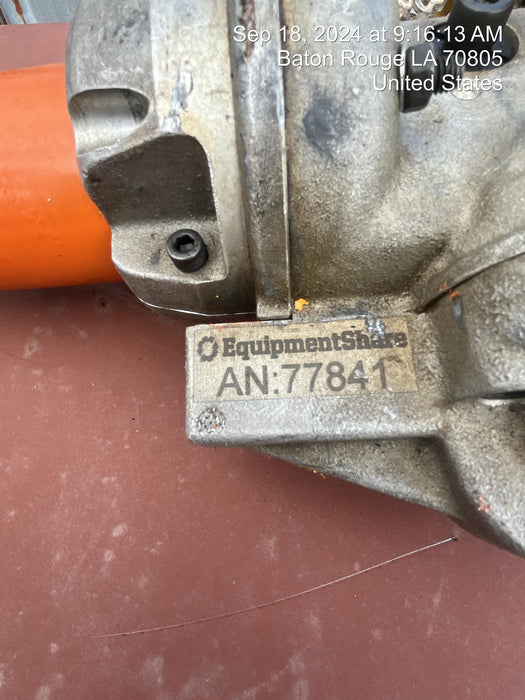 Sep 18, 2024 at 9:16:13 AM
Baton Rouge LA 70805
United States
EquipmentShare
AN:77841